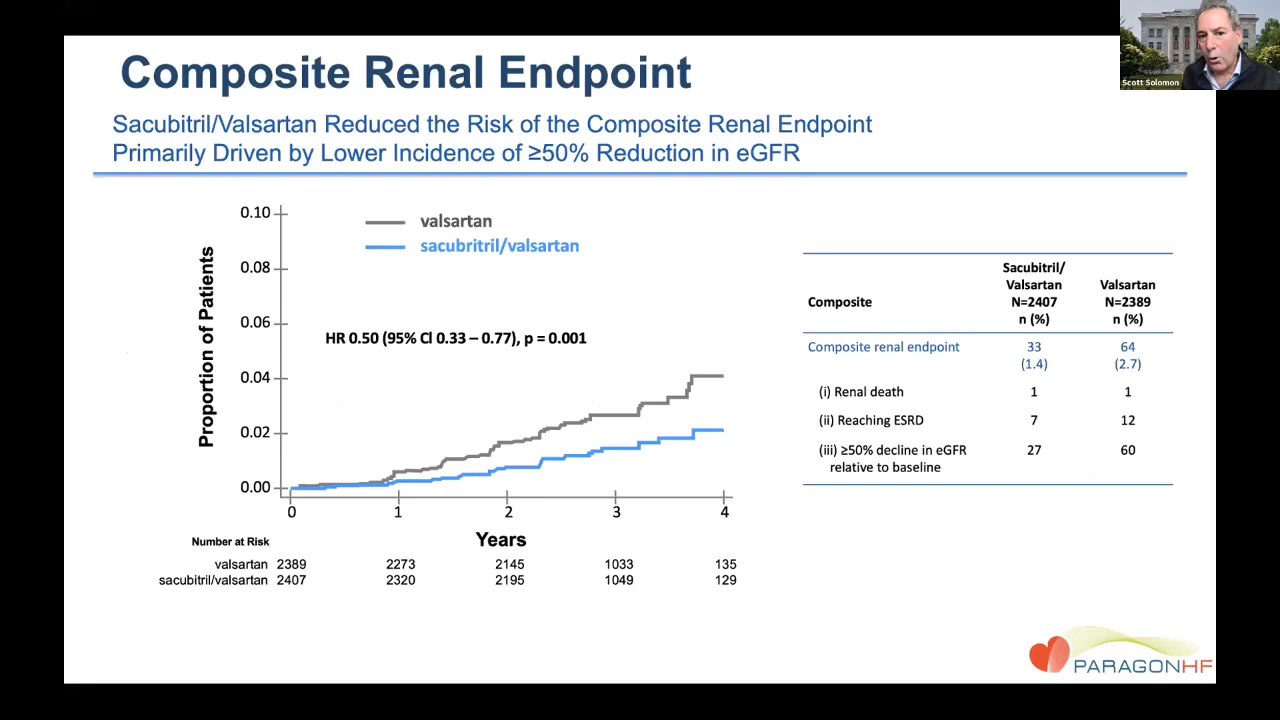 Composite Renal Endpoint
Scott Solomon
Sacubitril/Valsartan Reduced the Risk of the Composite Renal Endpoint
Primarily Driven by Lower Incidence of ≥50% Reduction in eGFR
Proportion of Patients
0.10
0.08
0.06
0.04
0.02
0.00
valsartan
sacubritril/valsartan
HR 0.50 (95% CI 0.33 – 0.77), p = 0.001
0 1 2 3 4
Years
Number at Risk
valsartan 2389 2273 2145 1033 135
sacubitril/valsartan 2407 2320 2195 1049 129
Sacubitril/
Valsartan Valsartan
Composite N=2407 N=2389
n (%) n (%)
Composite renal endpoint 33 64
(1.4) (2.7)
(i) Renal death 1 1
(ii) Reaching ESRD 7 12
(iii) ≥50% decline in eGFR 27 60
relative to baseline
PARAGONHF